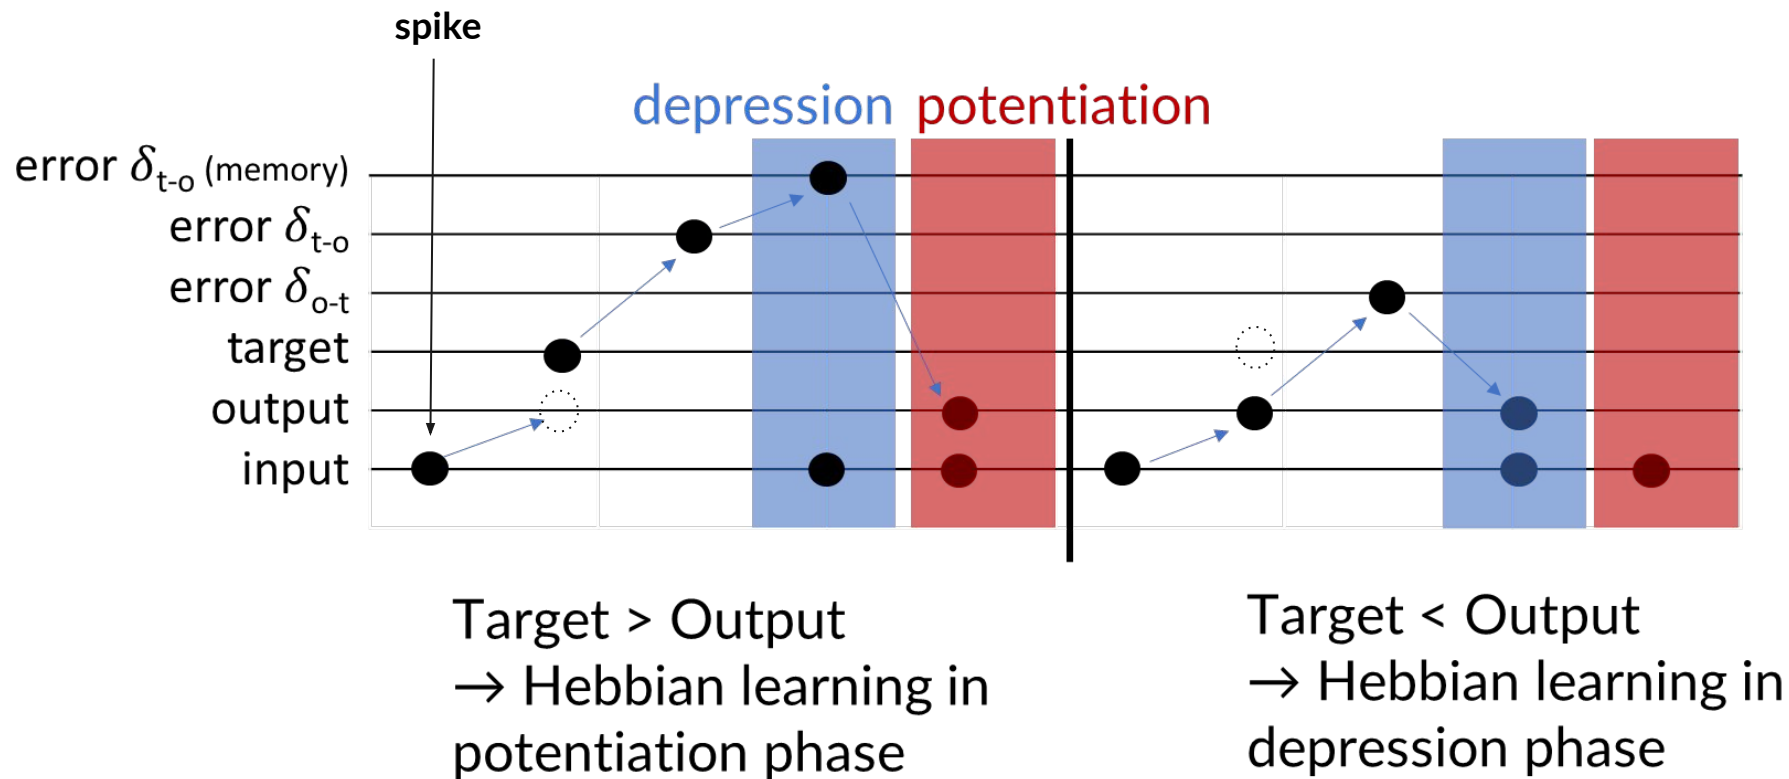 spike
depression potentiation
error δt-o (memory)
error δt-o
error δo-t
target
output
input
Target > Output
→ Hebbian learning in
potentiation phase
Target < Output
→ Hebbian learning in
depression phase